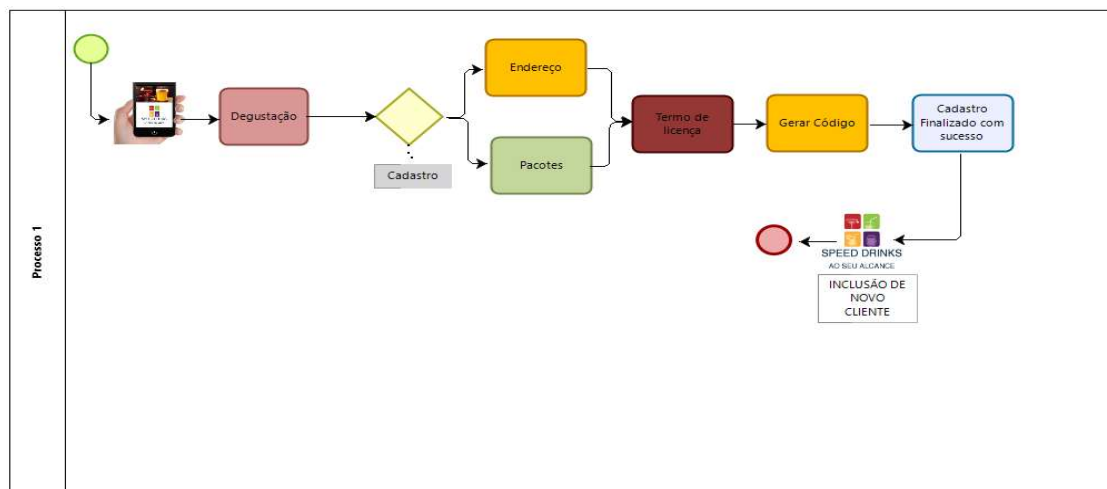 Processo 1
Degustação
Cadastro
Endereço
Pacotes
Termo de
licença
Gerar Código
Cadastro
Finalizado com
sucesso
SPEED DRINKS
AO SEU ALCANCE
INCLUSÃO DE
NOVO
CLIENTE